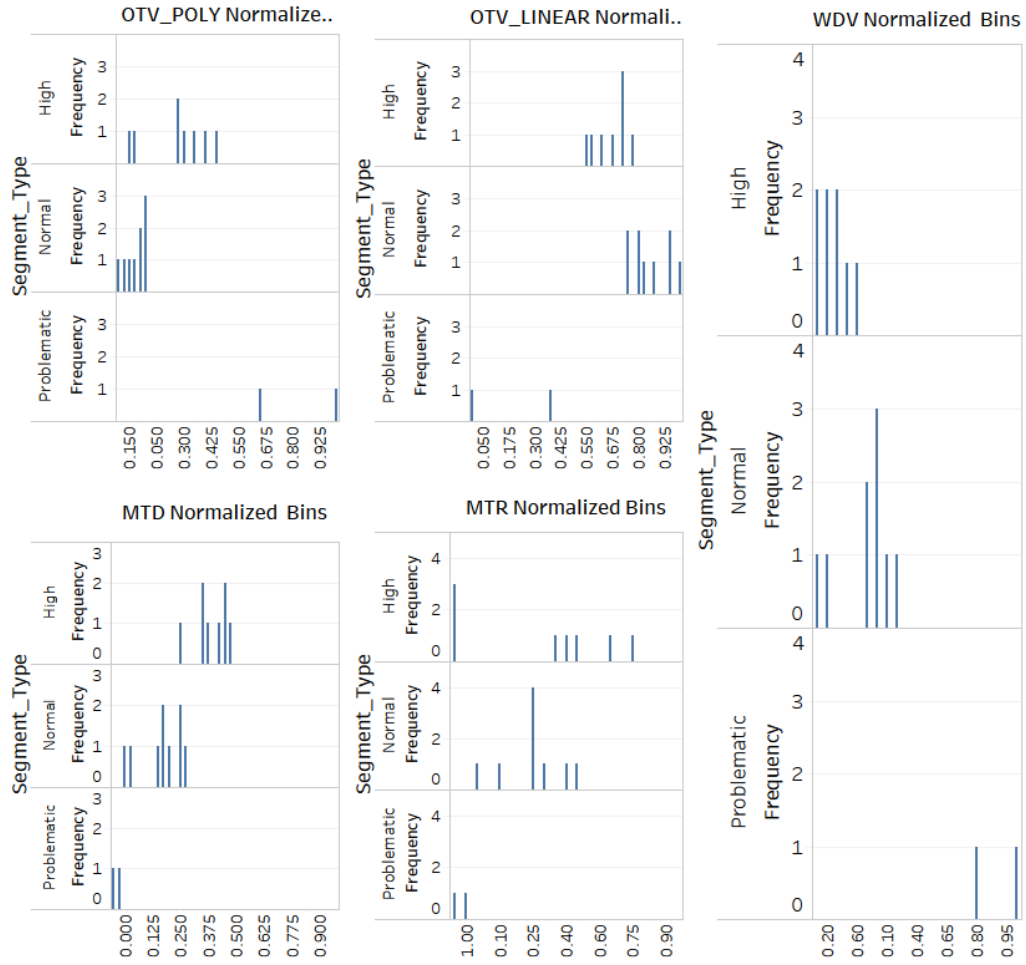 OTV_POLY Normalize..
Segment_Type
High
Frequency
3
2
1
Normal
Frequency
3
2
1
Problematic
Frequency
3
2
1
0.150
0.050
0.300
0.425
0.550
0.675
0.800
0.925
OTV_LINEAR Normali..
Segment_Type
High
Frequency
3
2
1
Normal
Frequency
3
2
1
Problematic
Frequency
3
2
1
0.050
0.175
0.300
0.425
0.550
0.675
0.800
0.925
WDV Normalized Bins
Segment_Type
High
Frequency
4
3
2
1
0
Normal
Frequency
4
3
2
1
0
Problematic
Frequency
4
3
2
1
0
0.20
0.60
0.10
0.40
0.65
0.80
0.95
MTD Normalized Bins
Segment_Type
High
Frequency
3
2
1
0
Normal
Frequency
3
2
1
0
Problematic
Frequency
3
2
1
0
0.000
0.125
0.250
0.375
0.500
0.625
0.775
0.900
MTR Normalized Bins
Segment_Type
High
Frequency
4
2
0
Normal
Frequency
4
2
0
Problematic
Frequency
4
2
0
1.00
0.10
0.25
0.40
0.60
0.75
0.90